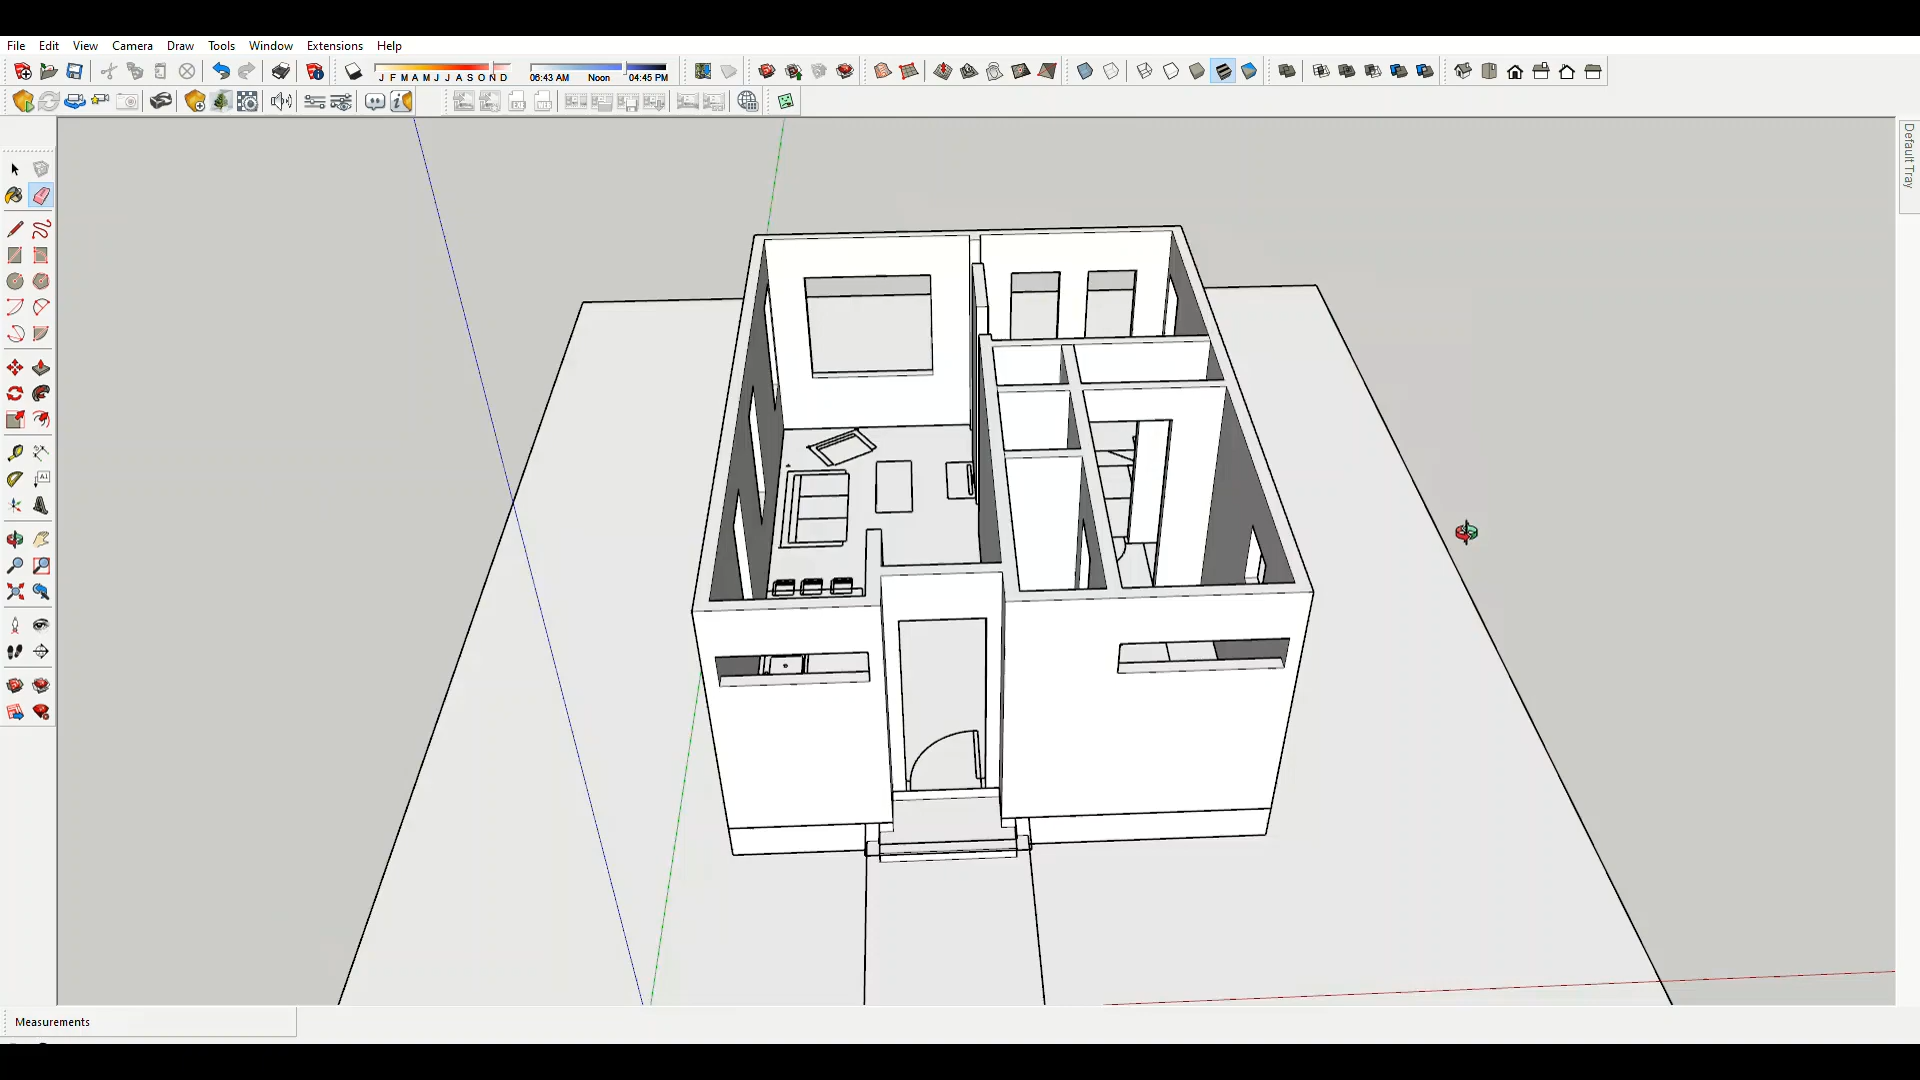 File Edit View Camera Draw Tools Window Extensions Help
J F M A M J J A S O N D 06:43 AM Noon 04:45 PM
Default Tray
Measurements